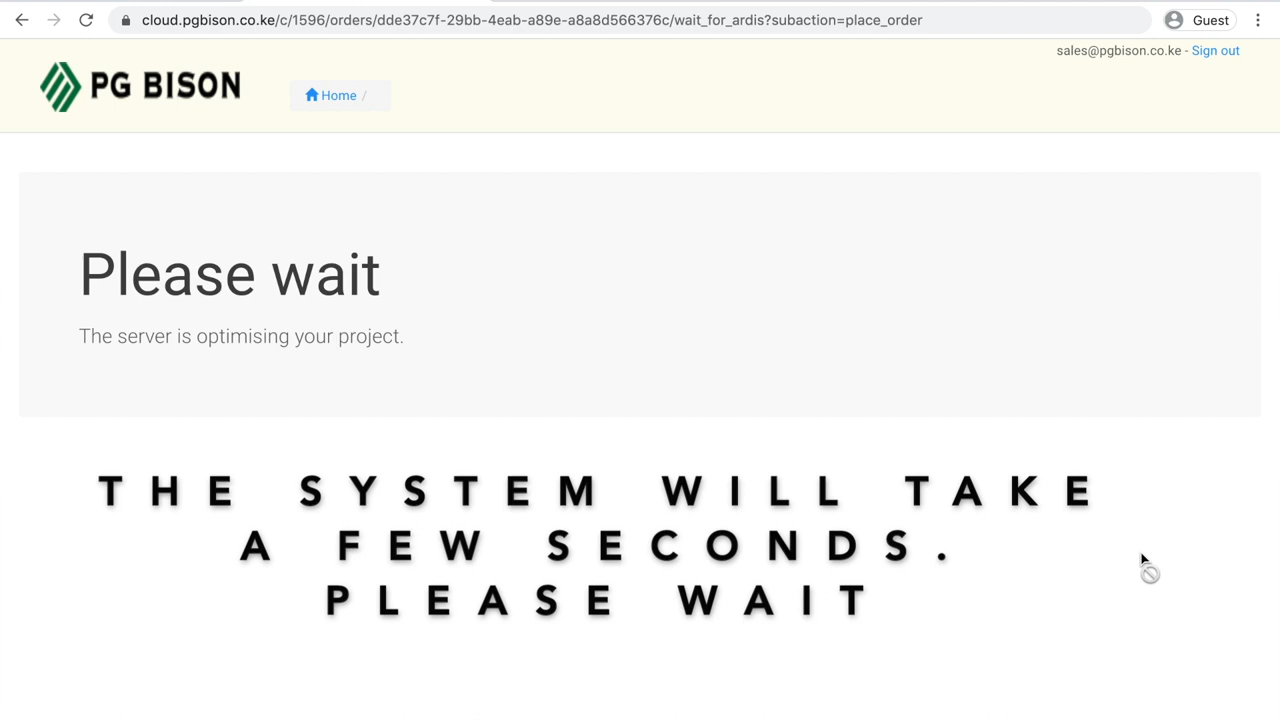 cloud.pgbison.co.ke/c/1596/orders/dde37c7f-29bb-4eab-a89e-a8a8d566376c/wait_for_ardis?subaction=place_order
Guest
sales@pgbison.co.ke - Sign out
PG BISON
Home /
Please wait
The server is optimising your project.
THE SYSTEM WILL TAKE
A FEW SECONDS.
PLEASE WAIT